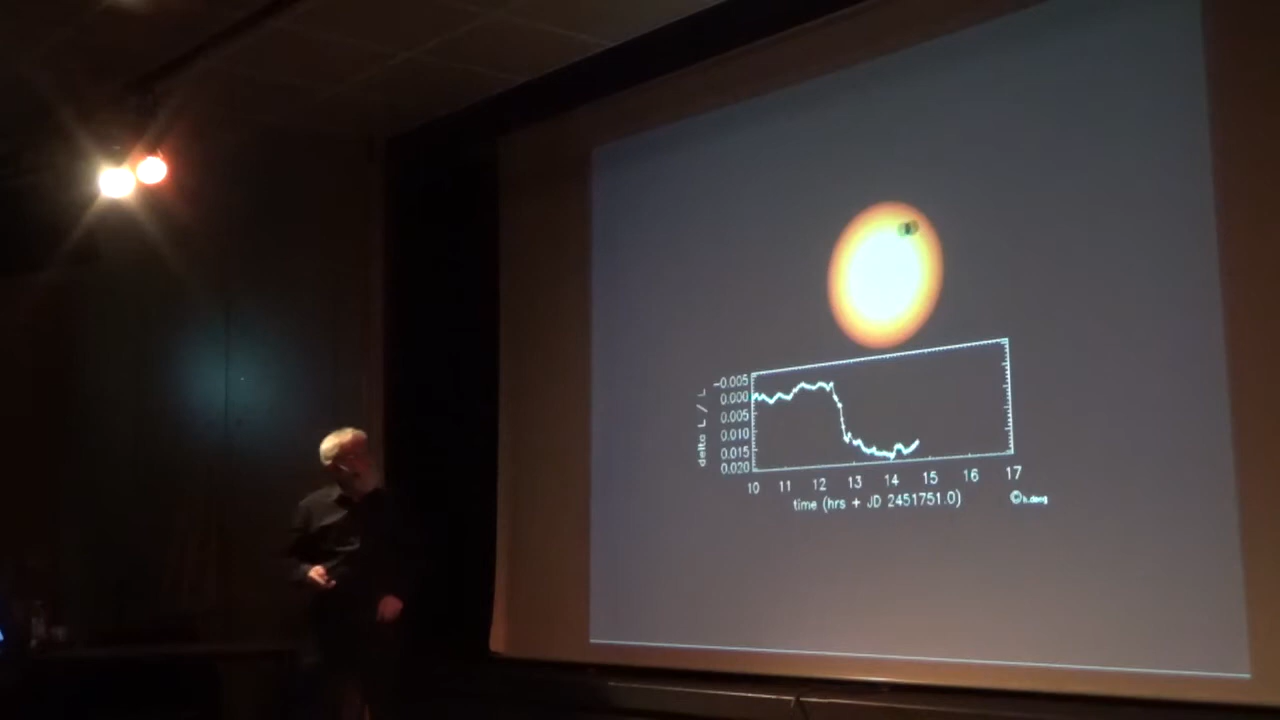 delta L / L
-0.005
0.000
0.005
0.010
0.015
0.020
10 11 12 13 14 15 16 17
time (hrs + JD 2451751.0)
©h.deeg